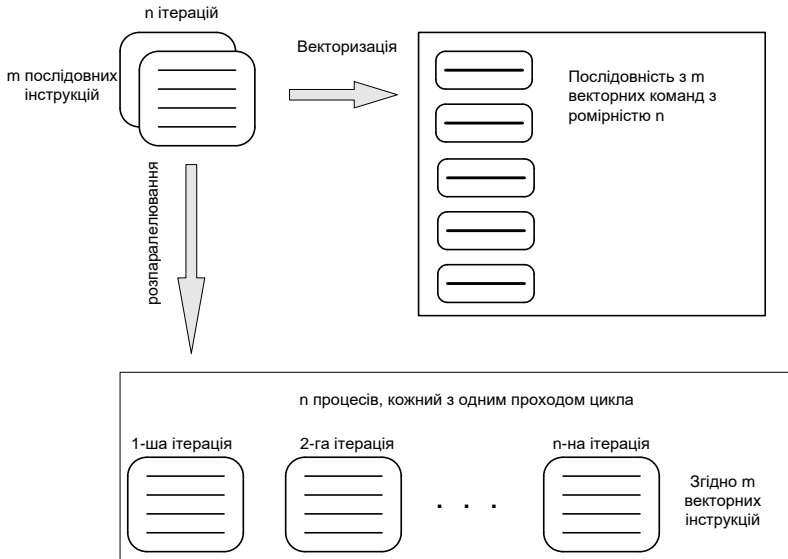 n ітерацій
m послідовних
інструкцій
Векторизація
Послідовність з m
векторних команд з
ромірністю n
розпаралелювання
n процесів, кожний з одним проходом цикла
1-ша ітерація
2-га ітерація
. . .
n-на ітерація
Згідно m
векторних
інструкцій